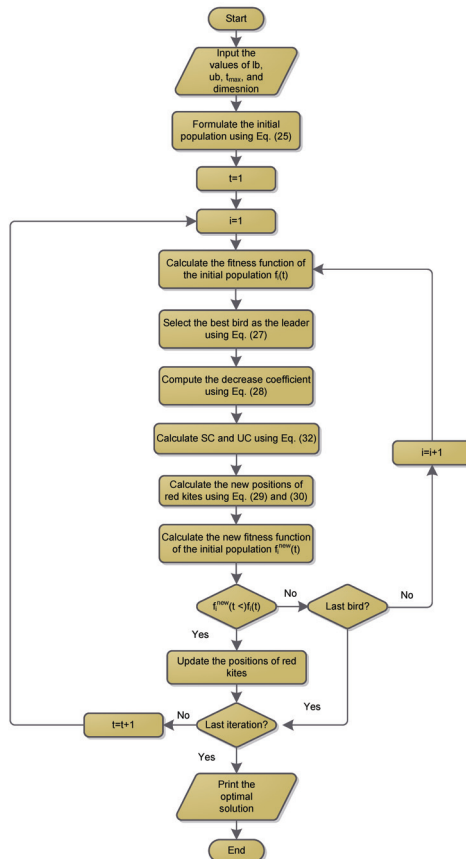 Start
Input the
values of lb,
ub, tmax, and
dimesnion
Formulate the initial
population using Eq. (25)
t=1
i=1
Calculate the fitness function of
the initial population fi(t)
Select the best bird as the leader
using Eq. (27)
Compute the decrease coefficient
using Eq. (28)
Calculate SC and UC using Eq. (32)
i=i+1
Calculate the new positions of
red kites using Eq. (29) and (30)
Calculate the new fitness function
of the initial population fi^new(t)
fi^new(t <)fi(t)
No
Last bird?
No
Yes
Update the positions of red
kites
Yes
Last iteration?
No
t=t+1
Yes
Print the
optimal
solution
End